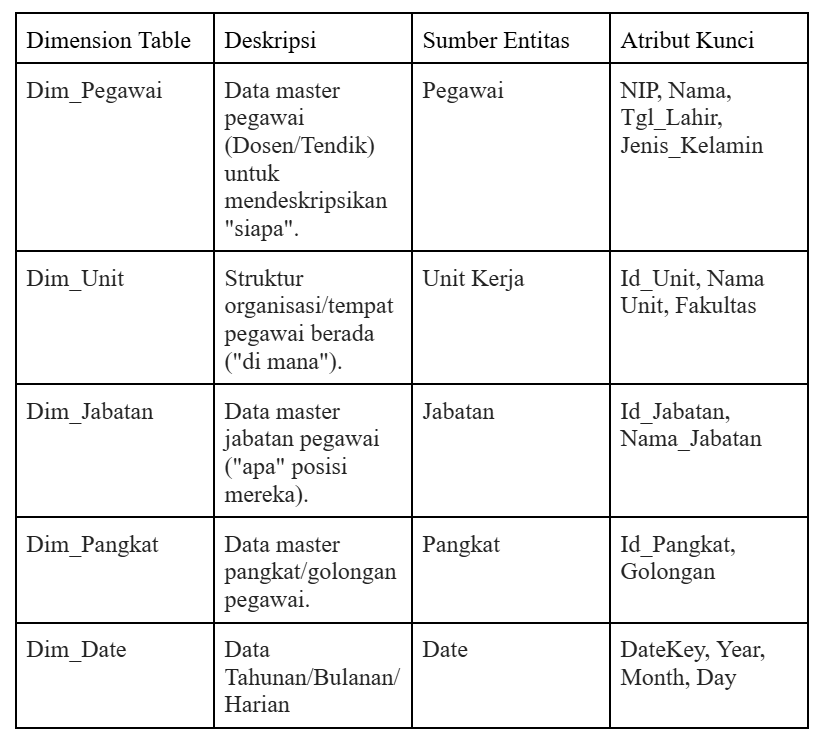 Dimension Table
Deskripsi
Sumber Entitas
Atribut Kunci
Dim_Pegawai
Data master
pegawai
(Dosen/Tendik)
untuk
mendeskripsikan
"siapa".
Pegawai
NIP, Nama,
Tgl_Lahir,
Jenis_Kelamin
Dim_Unit
Struktur
organisasi/tempat
pegawai berada
("di mana").
Unit Kerja
Id_Unit, Nama
Unit, Fakultas
Dim_Jabatan
Data master
jabatan pegawai
("apa" posisi
mereka).
Jabatan
Id_Jabatan,
Nama_Jabatan
Dim_Pangkat
Data master
pangkat/golongan
pegawai.
Pangkat
Id_Pangkat,
Golongan
Dim_Date
Data
Tahunan/Bulanan/
Harian
Date
DateKey, Year,
Month, Day